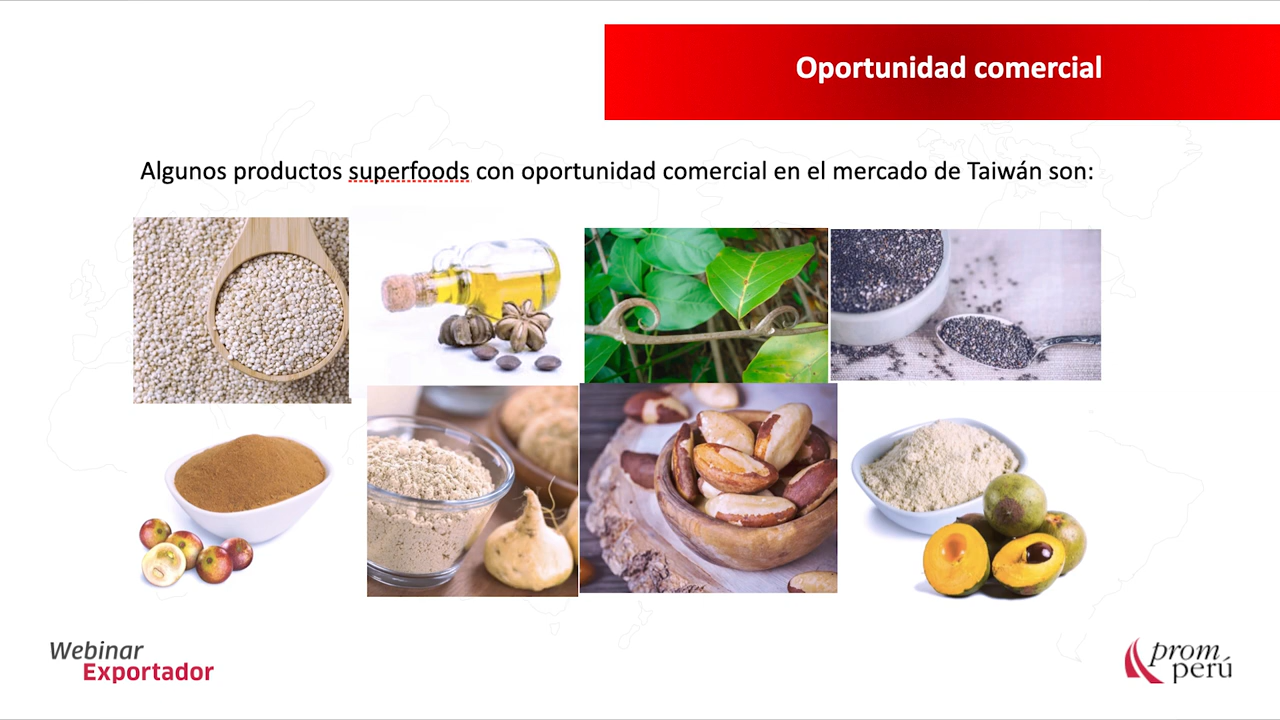 Oportunidad comercial
Algunos productos superfoods con oportunidad comercial en el mercado de Taiwán son:
Webinar
Exportador
prom
perú